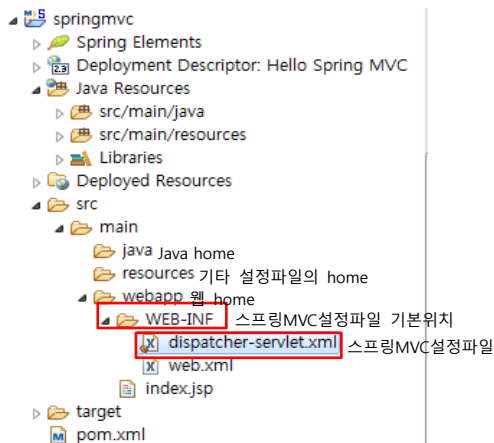 springmvc
Spring Elements
Deployment Descriptor: Hello Spring MVC
Java Resources
src/main/java
src/main/resources
Libraries
Deployed Resources
src
main
java Java home
resources 기타 설정파일의 home
webapp 웹 home
WEB-INF 스프링MVC설정파일 기본위치
dispatcher-servlet.xml 스프링MVC설정파일
web.xml
index.jsp
target
pom.xml